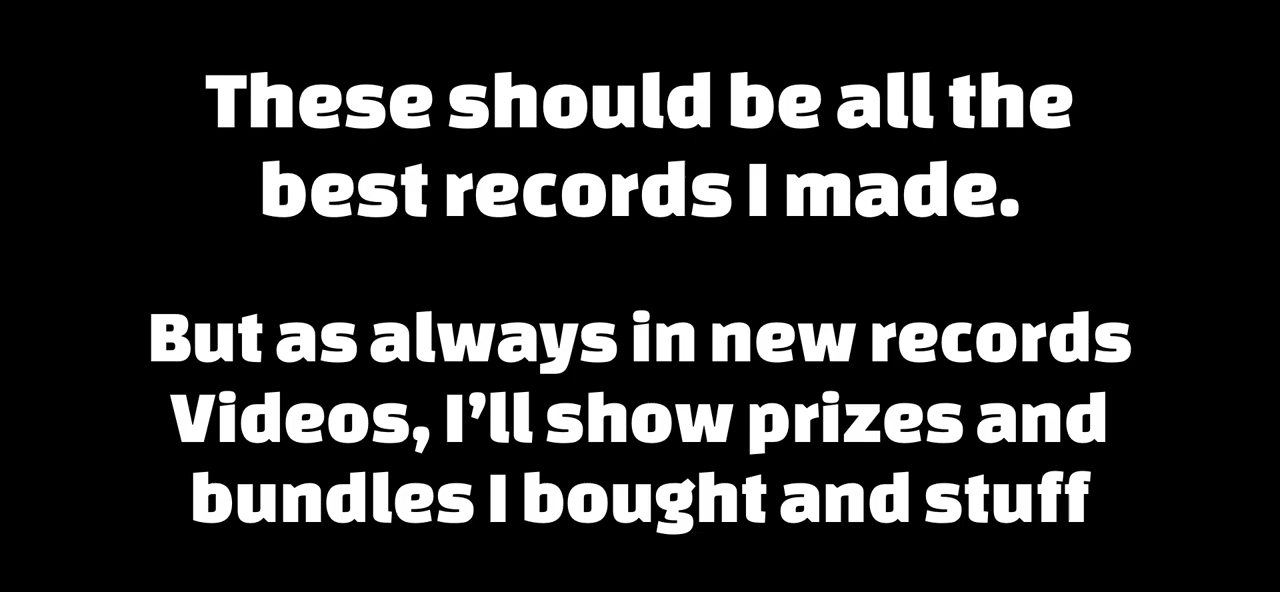 These should be all the
best records I made.
But as always in new records
Videos, I’ll show prizes and
bundles I bought and stuff